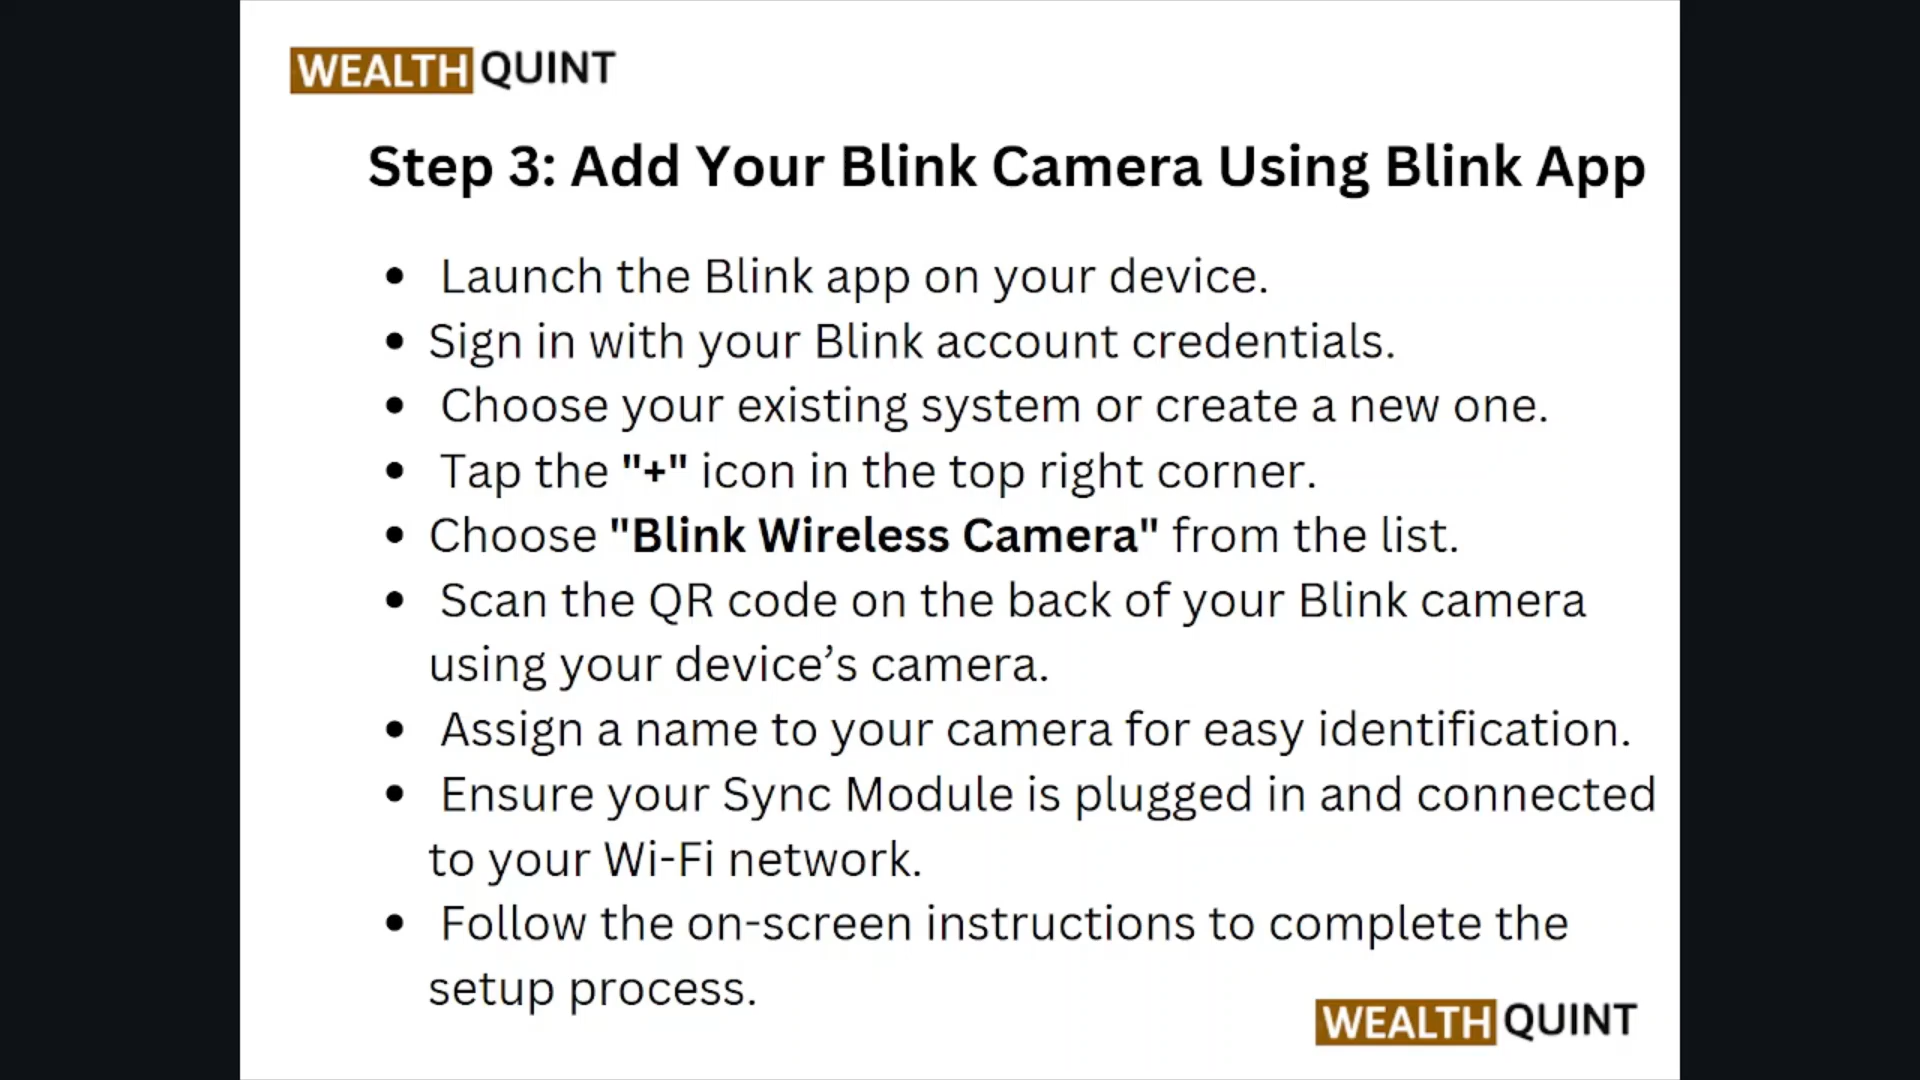 WEALTH QUINT
Step 3: Add Your Blink Camera Using Blink App
• Launch the Blink app on your device.
• Sign in with your Blink account credentials.
• Choose your existing system or create a new one.
• Tap the "+" icon in the top right corner.
• Choose "Blink Wireless Camera" from the list.
• Scan the QR code on the back of your Blink camera
using your device’s camera.
• Assign a name to your camera for easy identification.
• Ensure your Sync Module is plugged in and connected
to your Wi-Fi network.
• Follow the on-screen instructions to complete the
setup process.
WEALTH QUINT